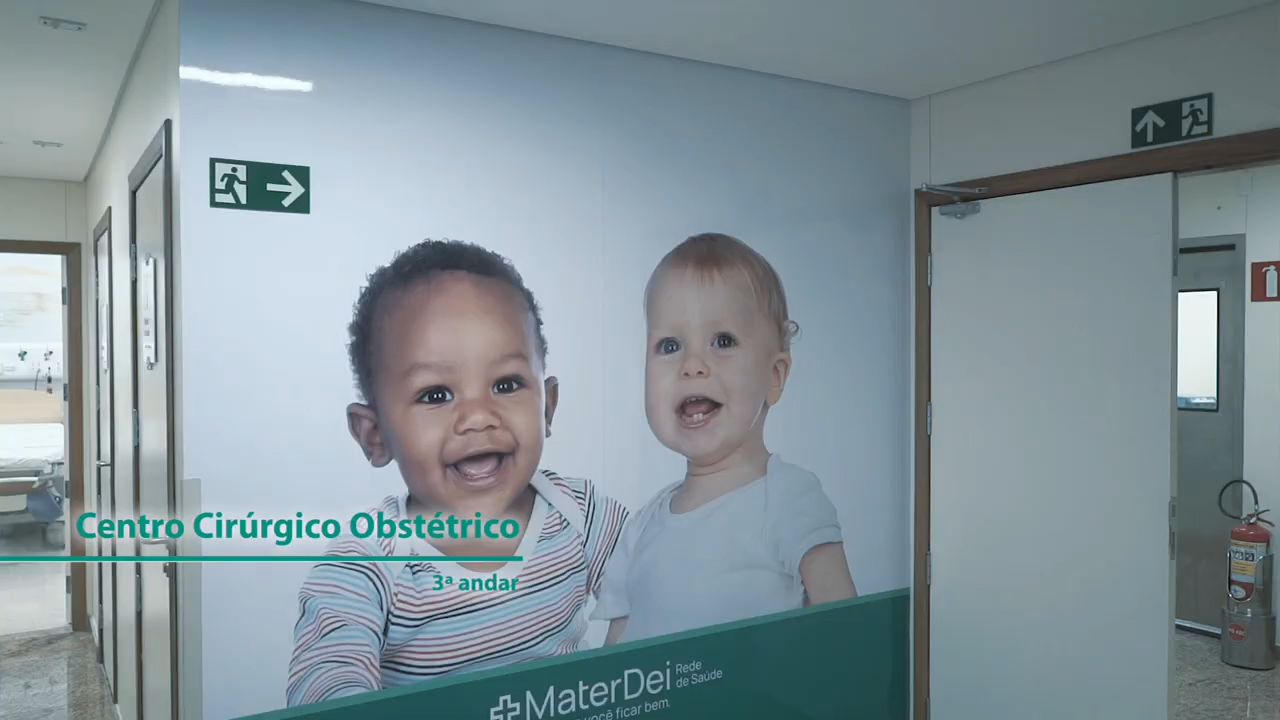 Centro Cirúrgico Obstétrico
3ª andar
MaterDei
Rede
de Saúde
você ficar bem.